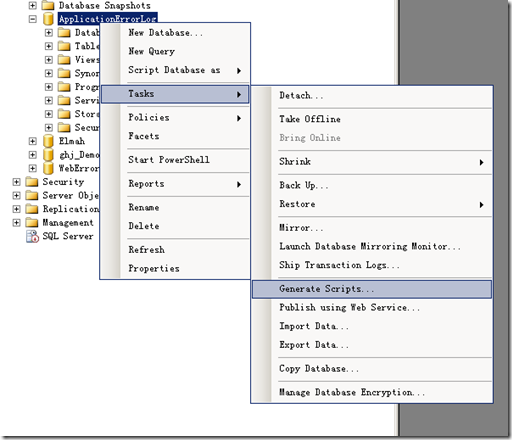 Database Snapshots
ApplicationErrorLog
Datab
Table
Views
Synor
Progr
Servi
Stora
Secur
Elmah
ghj_Demo
WebError
Security
Server Obje
Replication
Management
SQL Server
New Database...
New Query
Script Database as
Tasks
Policies
Facets
Start PowerShell
Reports
Rename
Delete
Refresh
Properties
Detach...
Take Offline
Bring Online
Shrink
Back Up...
Restore
Mirror...
Launch Database Mirroring Monitor...
Ship Transaction Logs...
Generate Scripts...
Publish using Web Service...
Import Data...
Export Data...
Copy Database...
Manage Database Encryption...